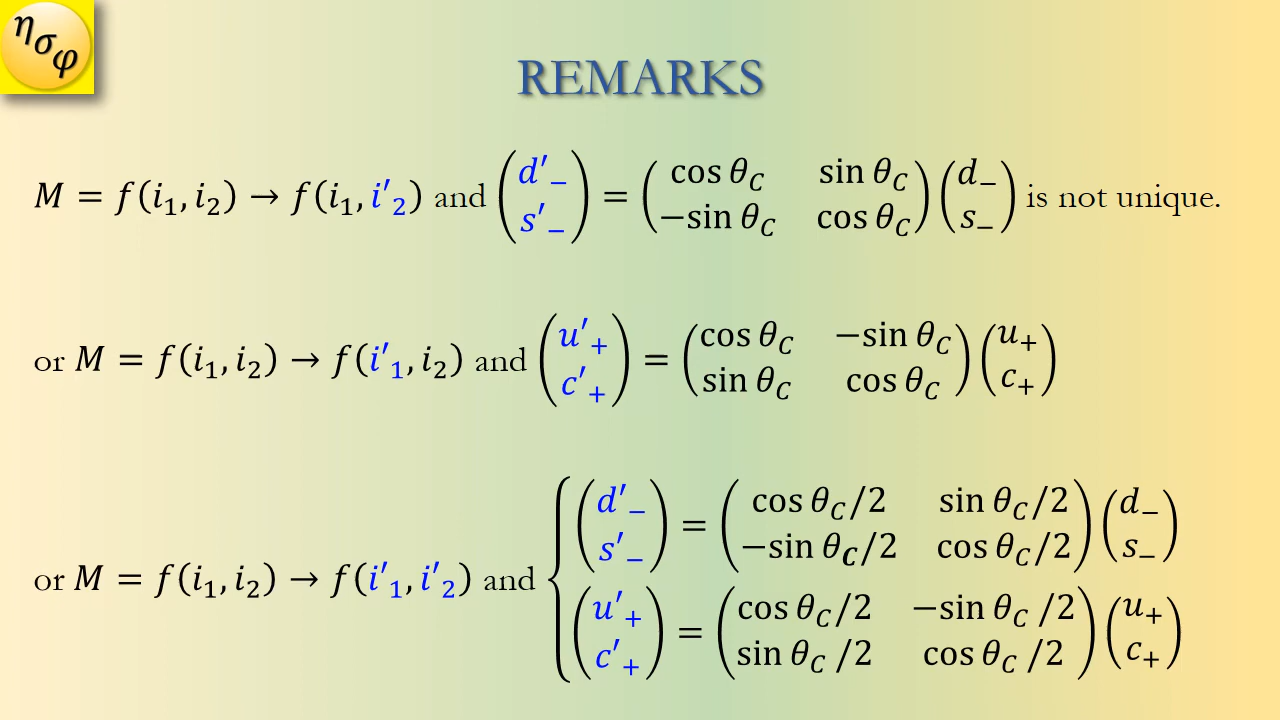 η σ φ
REMARKS
M = f(i₁, i₂) → f(i₁, i′₂) and (d′₋ s′₋) = (cos θ_C sin θ_C −sin θ_C cos θ_C) (d₋ s₋) is not unique.
or M = f(i₁, i₂) → f(i′₁, i₂) and (u′₊ c′₊) = (cos θ_C −sin θ_C sin θ_C cos θ_C) (u₊ c₊)
or M = f(i₁, i₂) → f(i′₁, i′₂) and { (d′₋ s′₋) = (cos θ_C/2 sin θ_C/2 −sin θ_C/2 cos θ_C/2) (d₋ s₋)
(u′₊ c′₊) = (cos θ_C/2 −sin θ_C /2 sin θ_C /2 cos θ_C /2) (u₊ c₊)